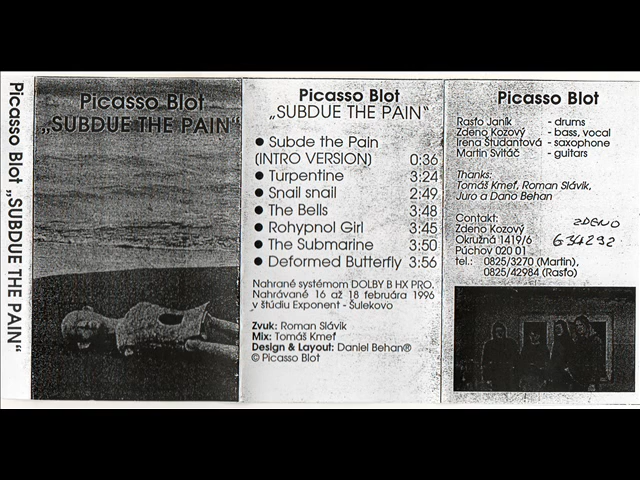 Picasso Blot „SUBDUE THE PAIN“
Picasso Blot
„SUBDUE THE PAIN“
Picasso Blot
„SUBDUE THE PAIN“
● Subde the Pain
(INTRO VERSION) 0:36
● Turpentine 3:24
● Snail snail 2:49
● The Bells 3:48
● Rohypnol Girl 3:45
● The Submarine 3:50
● Deformed Butterfly 3:56
Nahrané systémom DOLBY B HX PRO.
Nahrávané 16 až 18 februára 1996
v štúdiu Exponent - Šulekovo
Zvuk: Roman Slávik
Mix: Tomáš Kmeť
Design & Layout: Daniel Behan®
© Picasso Blot
Picasso Blot
Rasťo Janík - drums
Zdeno Kozový - bass, vocal
Irena Študantová - saxophone
Martin Svitáč - guitars
Thanks:
Tomáš Kmeť, Roman Slávik,
Juro a Dano Behan
Contakt:
Zdeno Kozový
Okružná 1419/6
Púchov 020 01
tel.: 0825/3270 (Martin),
0825/42984 (Rasťo)
ZDENO
634292